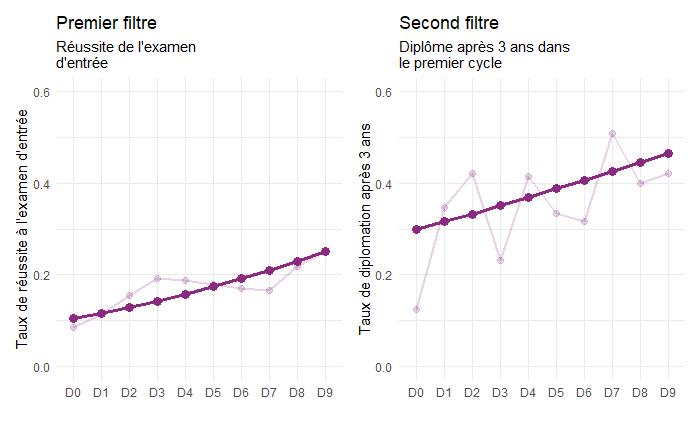 Premier filtre
Réussite de l'examen
d'entrée
Taux de réussite à l'examen d'entrée
0.6
0.4
0.2
0.0
D0 D1 D2 D3 D4 D5 D6 D7 D8 D9
Second filtre
Diplôme après 3 ans dans
le premier cycle
Taux de diplomation après 3 ans
0.6
0.4
0.2
0.0
D0 D1 D2 D3 D4 D5 D6 D7 D8 D9